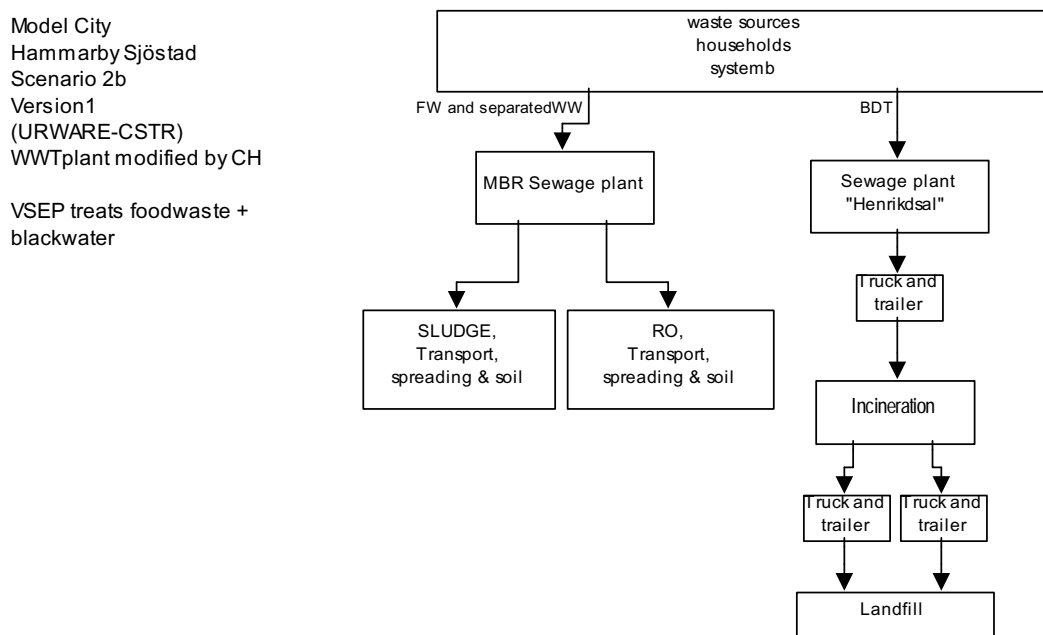 Model City
Hammarby Sjöstad
Scenario 2b
Version1
(URWARE-CSTR)
WWTplant modified by CH
VSEP treats foodwaste +
blackwater
waste sources
households
systemb
FW and separatedWW
BDT
MBR Sewage plant
Sewage plant
"Henrikdsal"
Truck and
trailer
SLUDGE,
Transport,
spreading & soil
RO,
Transport,
spreading & soil
Incineration
Truck and
trailer
Truck and
trailer
Landfill